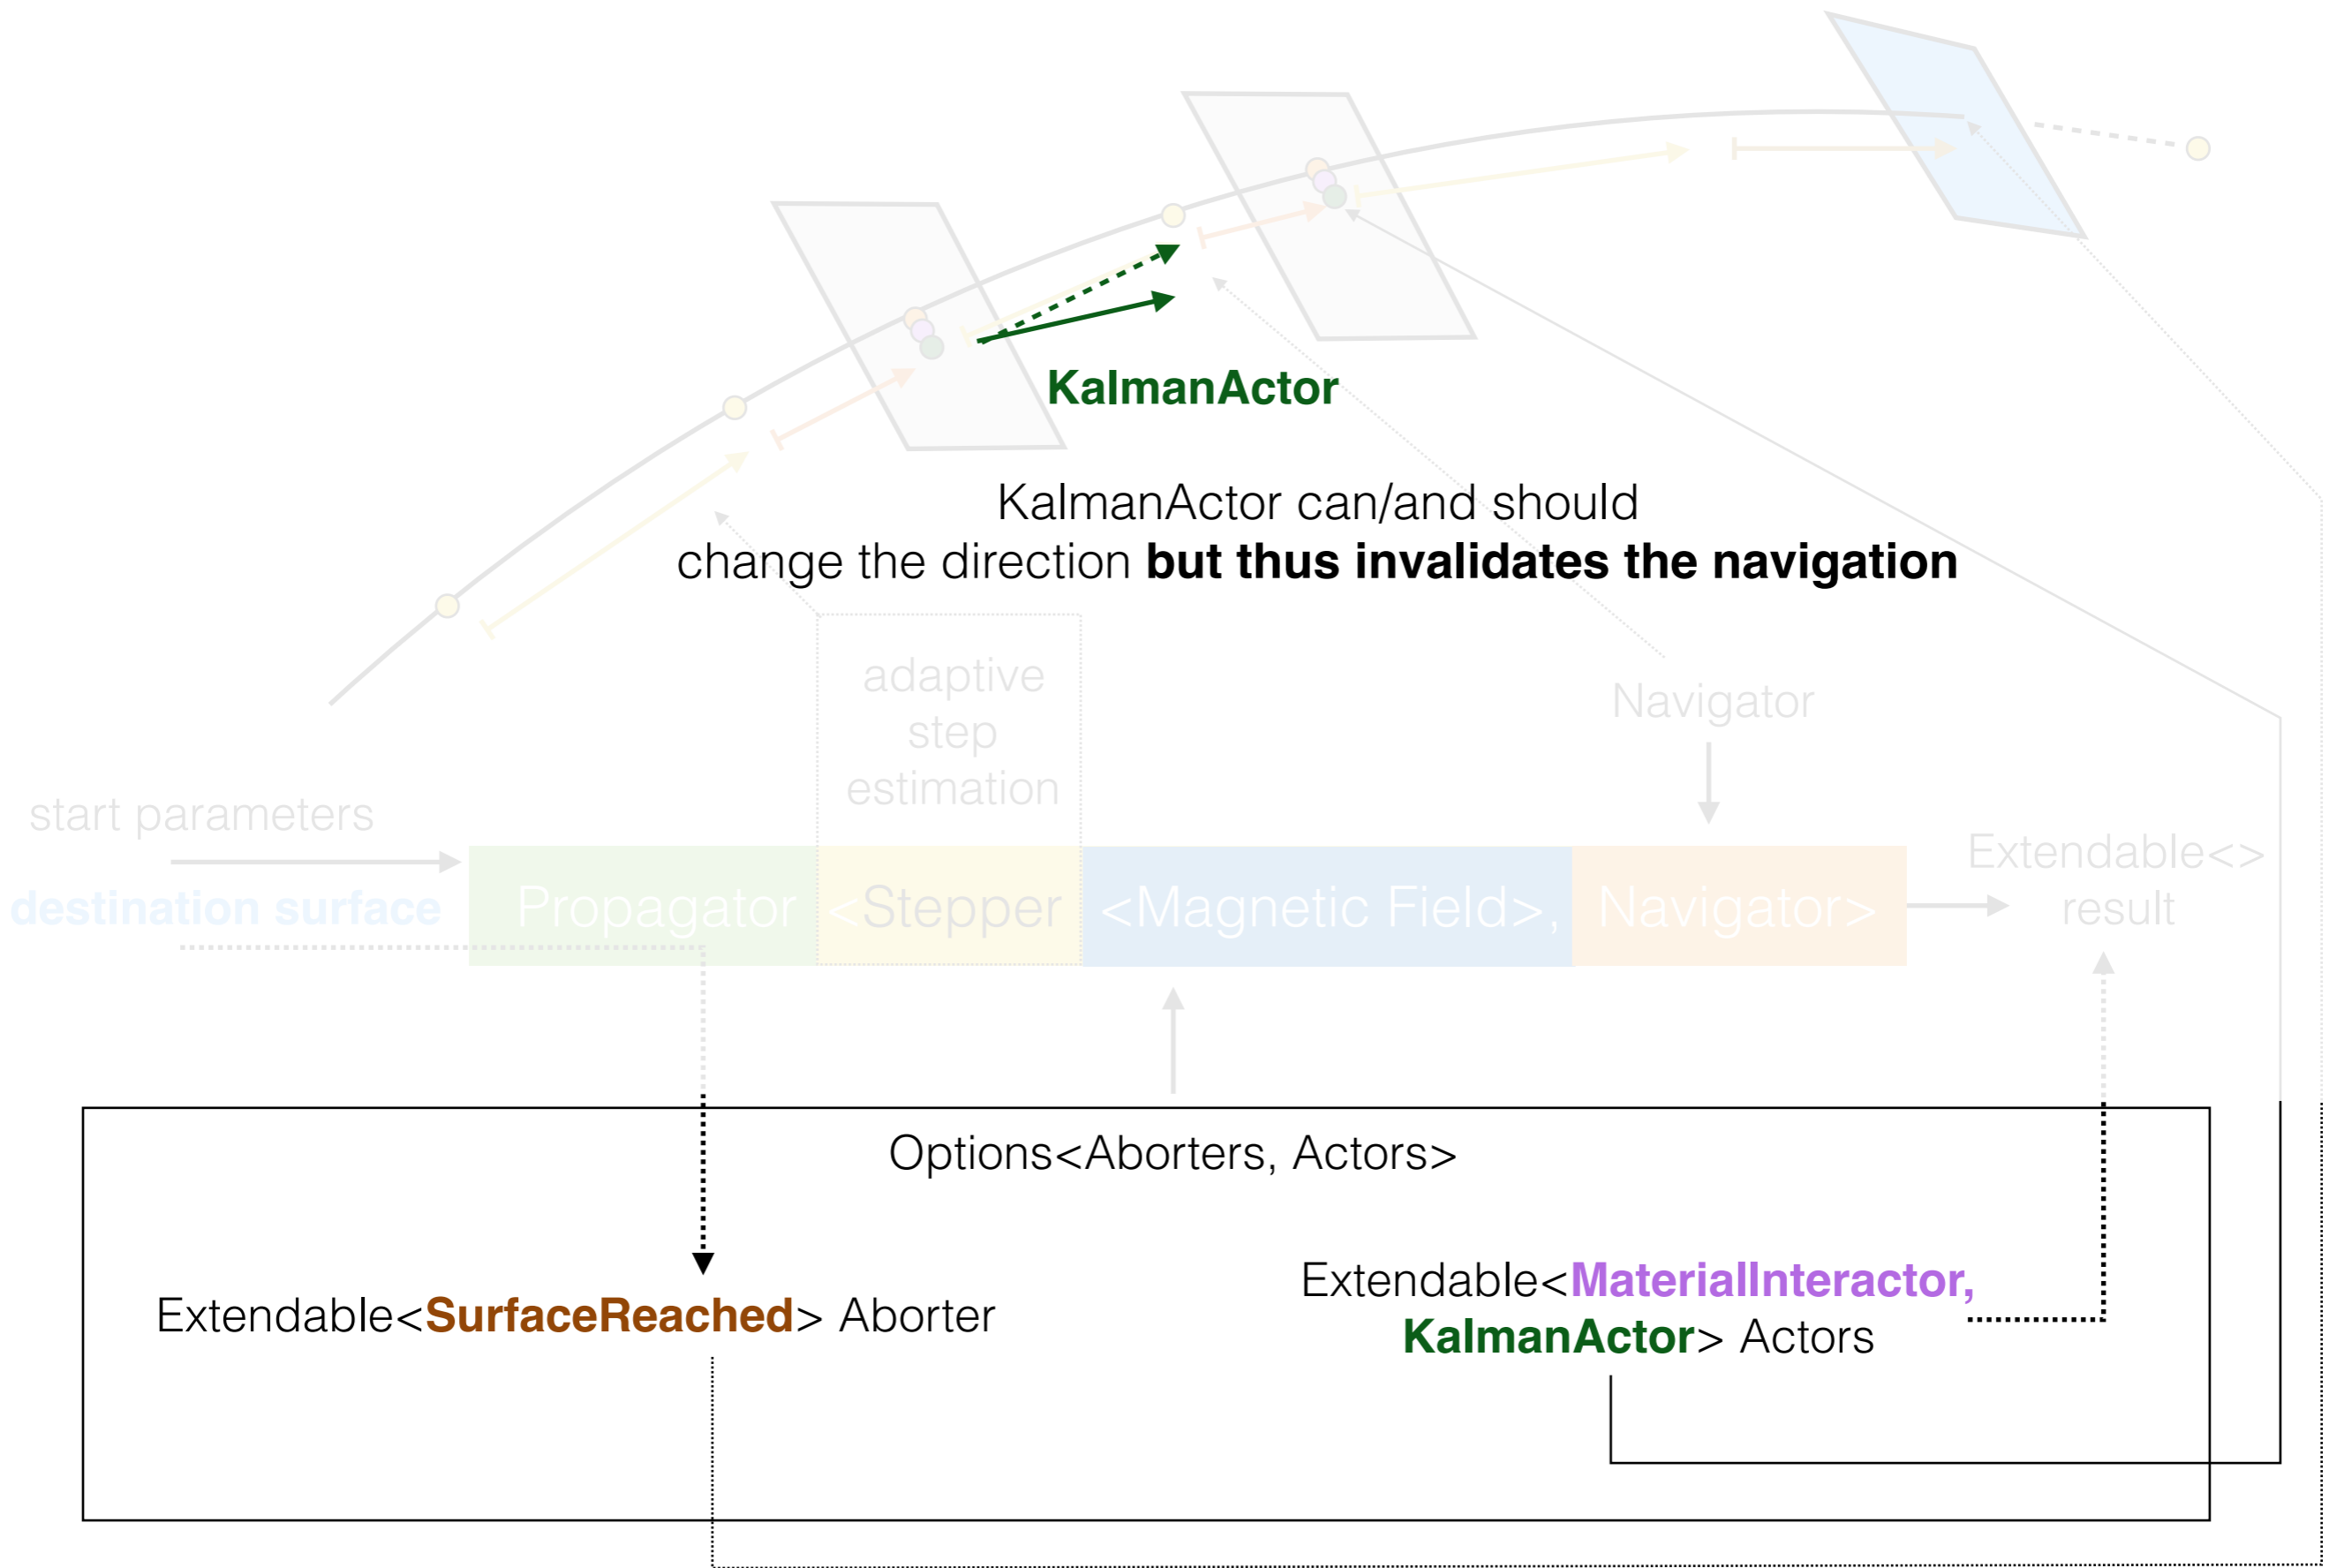 KalmanActor
KalmanActor can/and should
change the direction but thus invalidates the navigation
adaptive
step
estimation
Navigator
start parameters
destination surface
Propagator <Stepper <Magnetic Field>, Navigator>
Extendable<>
result
Options<Aborters, Actors>
Extendable<SurfaceReached> Aborter
Extendable<MaterialInteractor,
KalmanActor> Actors